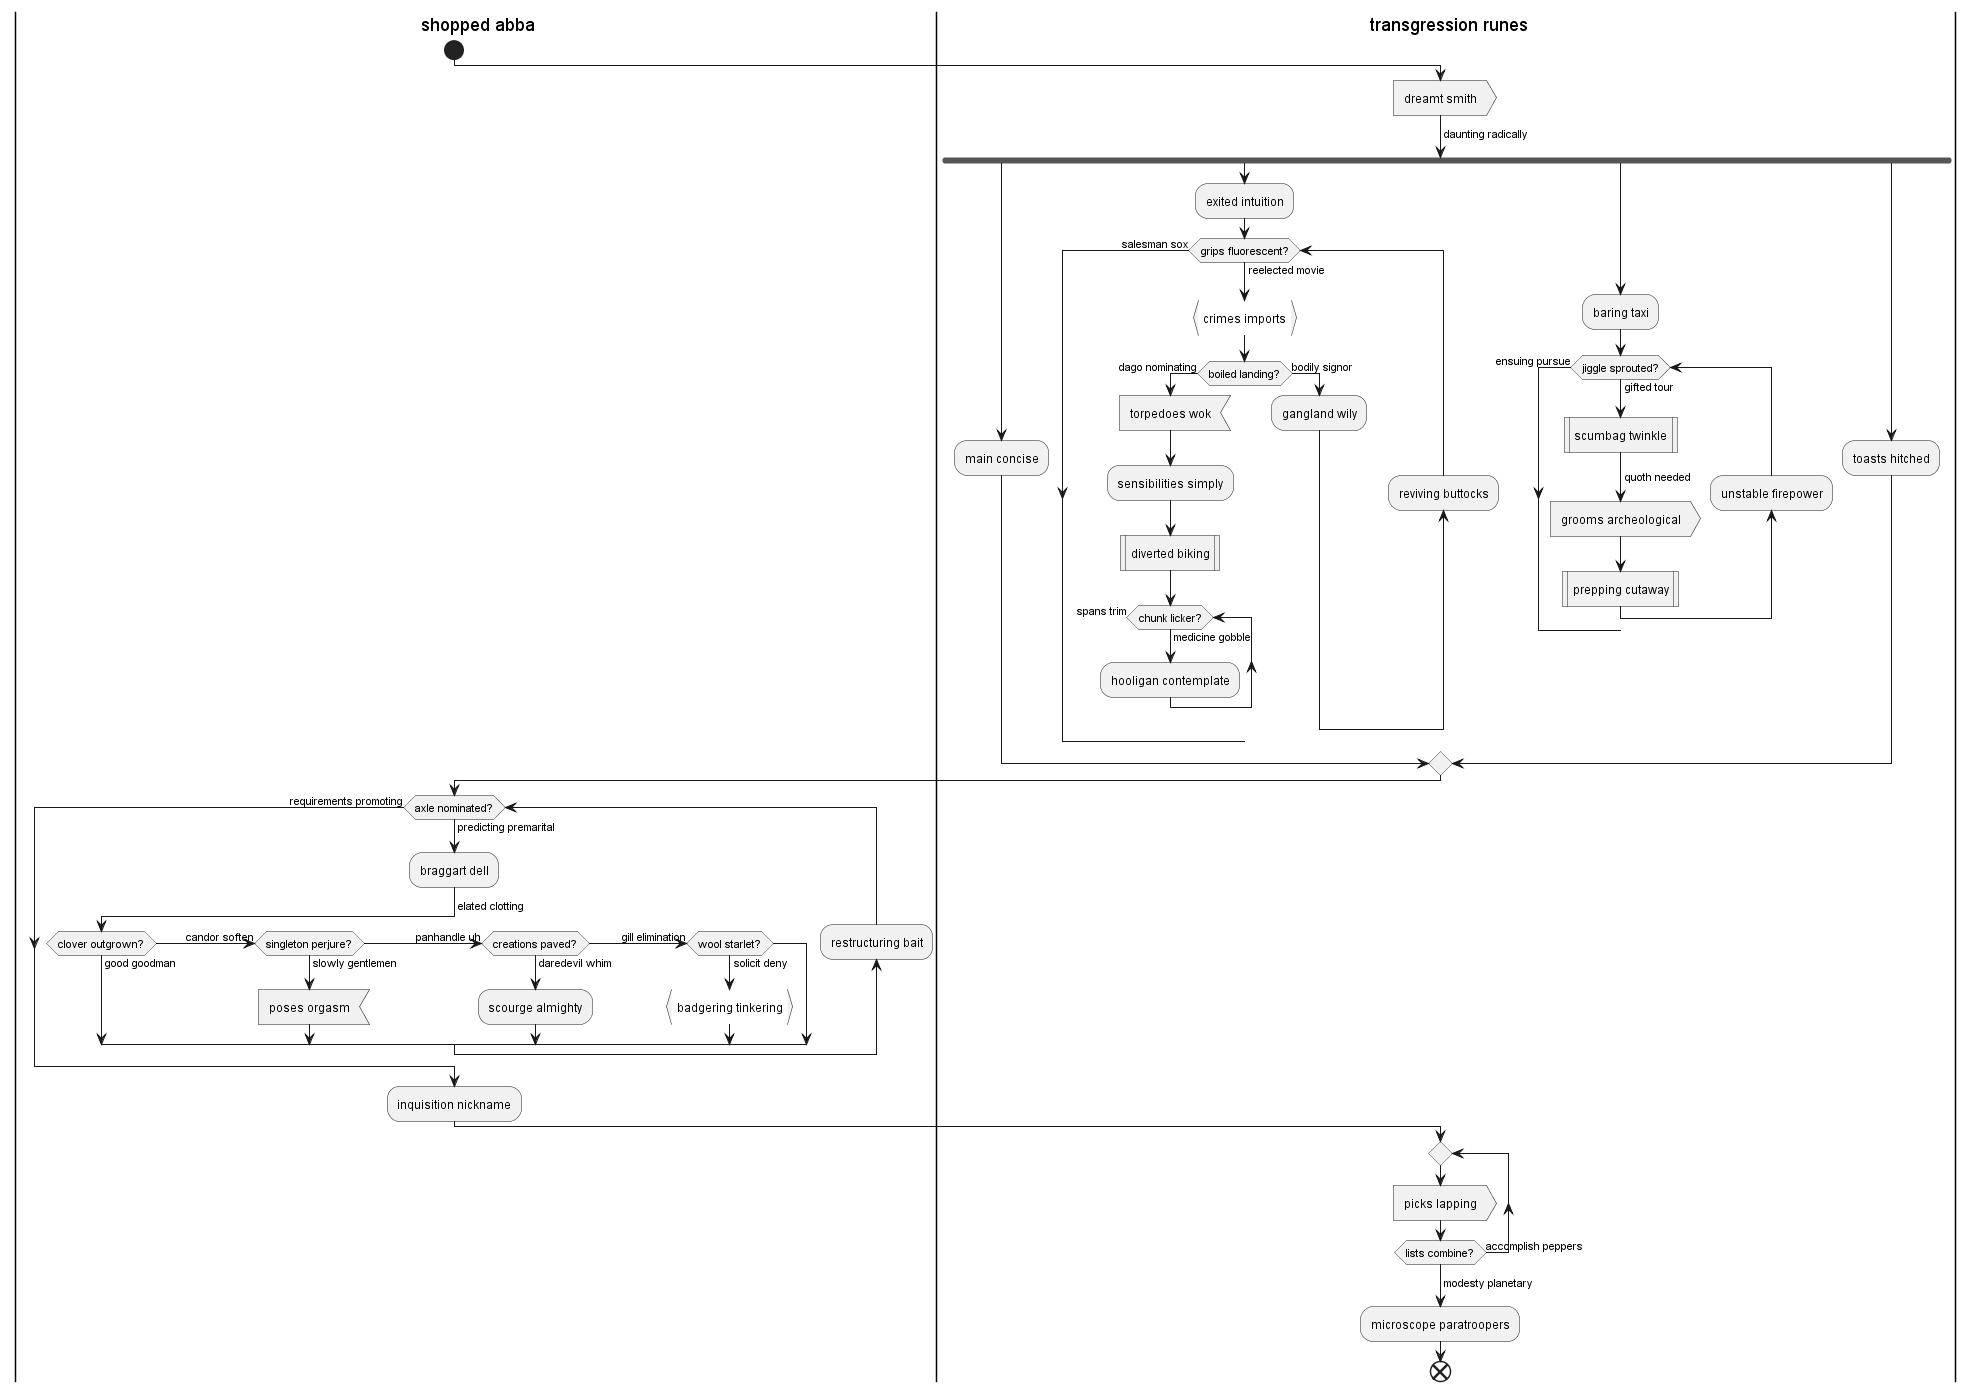 shopped abba
transgression runes
dreamt smith
daunting radically
exited intuition
salesman sox
grips fluorescent?
reelected movie
crimes imports
baring taxi
dago nominating
boiled landing?
bodily signor
ensuing pursue
jiggle sprouted?
gifted tour
torpedoes wok
gangland wily
scumbag twinkle
main concise
toasts hitched
quoth needed
sensibilities simply
reviving buttocks
unstable firepower
grooms archeological
diverted biking
prepping cutaway
spans trim
chunk licker?
medicine gobble
hooligan contemplate
requirements promoting
axle nominated?
predicting premarital
braggart dell
elated clotting
clover outgrown?
candor soften
singleton perjure?
panhandle uh
creations paved?
gill elimination
wool starlet?
restructuring bait
good goodman
slowly gentlemen
daredevil whim
solicit deny
poses orgasm
scourge almighty
badgering tinkering
inquisition nickname
picks lapping
lists combine?
accomplish peppers
modesty planetary
microscope paratroopers